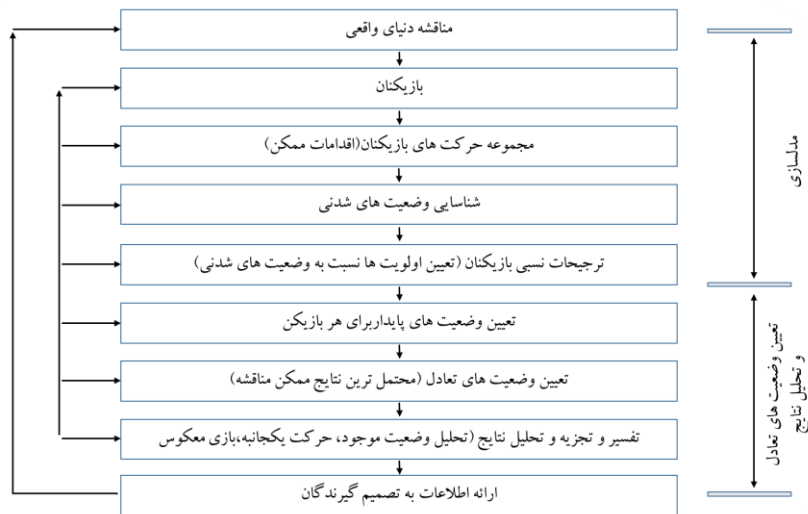 مناقشه دنیای واقعی
بازیکنان
مجموعه حرکت های بازیکنان(اقدامات ممکن)
شناسایی وضعیت های شدنی
ترجیحات نسبی بازیکنان (تعیین اولویت ها نسبت به وضعیت های شدنی)
تعیین وضعیت های پایداربرای هر بازیکن
تعیین وضعیت های تعادل (محتمل ترین نتایج ممکن مناقشه)
تفسیر و تجزیه و تحلیل نتایج (تحلیل وضعیت موجود، حرکت یکجانبه،بازی معکوس
ارائه اطلاعات به تصمیم گیرندگان
مدلسازی
تعیین وضعیت های تعادل
و تحلیل نتایج